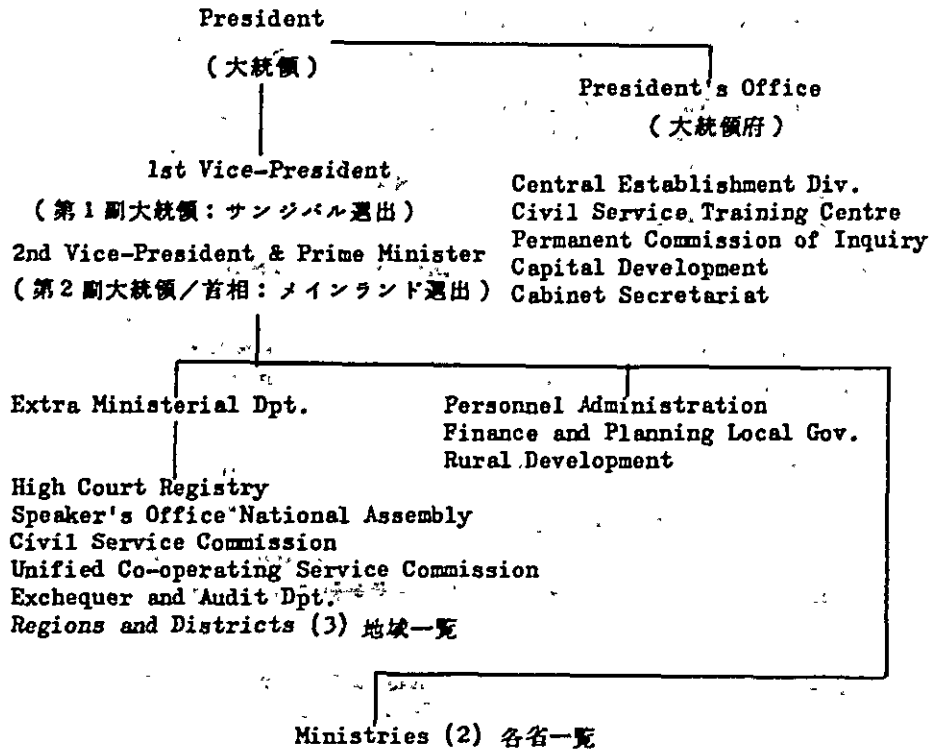 President
（大統領）
President's Office
（大統領府）
1st Vice-President
（第1副大統領：サンジバル選出）
2nd Vice-President & Prime Minister
（第2副大統領／首相：メインランド選出）
Central Establishment Div.
Civil Service Training Centre
Permanent Commission of Inquiry
Capital Development
Cabinet Secretariat
Extra Ministerial Dpt.
Personnel Administration
Finance and Planning Local Gov.
Rural Development
High Court Registry
Speaker's Office National Assembly
Civil Service Commission
Unified Co-operating Service Commission
Exchequer and Audit Dpt.
Regions and Districts (3) 地域一覧
Ministries (2) 各省一覧